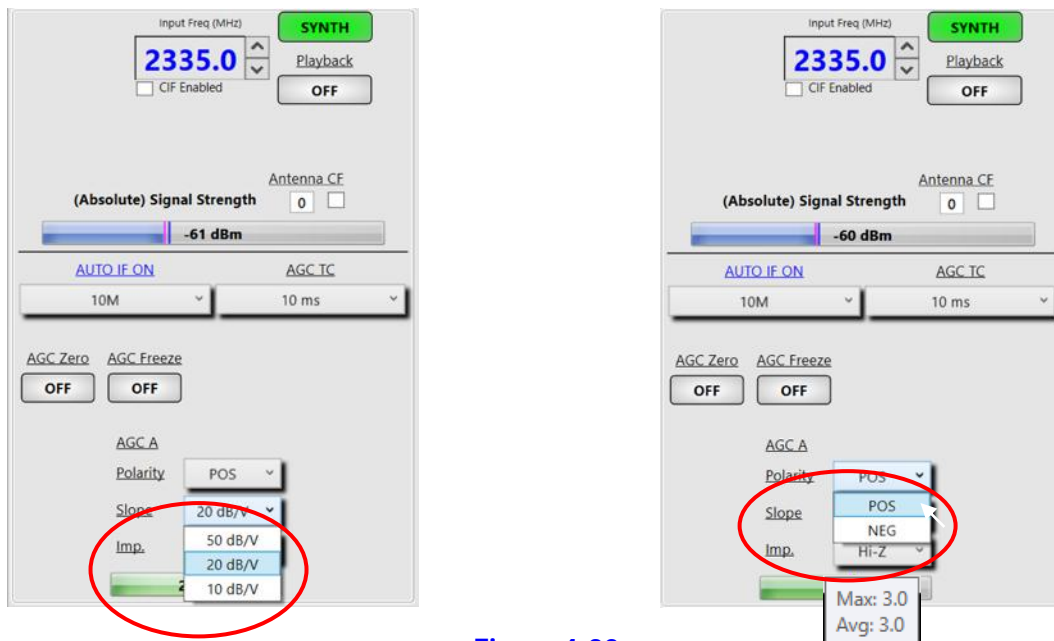 Input Freq (MHz)
SYNTH
2335.0
CIF Enabled
Playback
OFF
Antenna CF
(Absolute) Signal Strength
0
-61 dBm
AUTO IF ON
AGC TC
10M
10 ms
AGC Zero
AGC Freeze
OFF
OFF
AGC A
Polarity
POS
Slope
20 dB/V
50 dB/V
Imp.
20 dB/V
10 dB/V
Input Freq (MHz)
SYNTH
2335.0
CIF Enabled
Playback
OFF
Antenna CF
(Absolute) Signal Strength
0
-60 dBm
AUTO IF ON
AGC TC
10M
10 ms
AGC Zero
AGC Freeze
OFF
OFF
AGC A
Polarity
POS
POS
Slope
NEG
Imp.
Hi-Z
Max: 3.0
Avg: 3.0